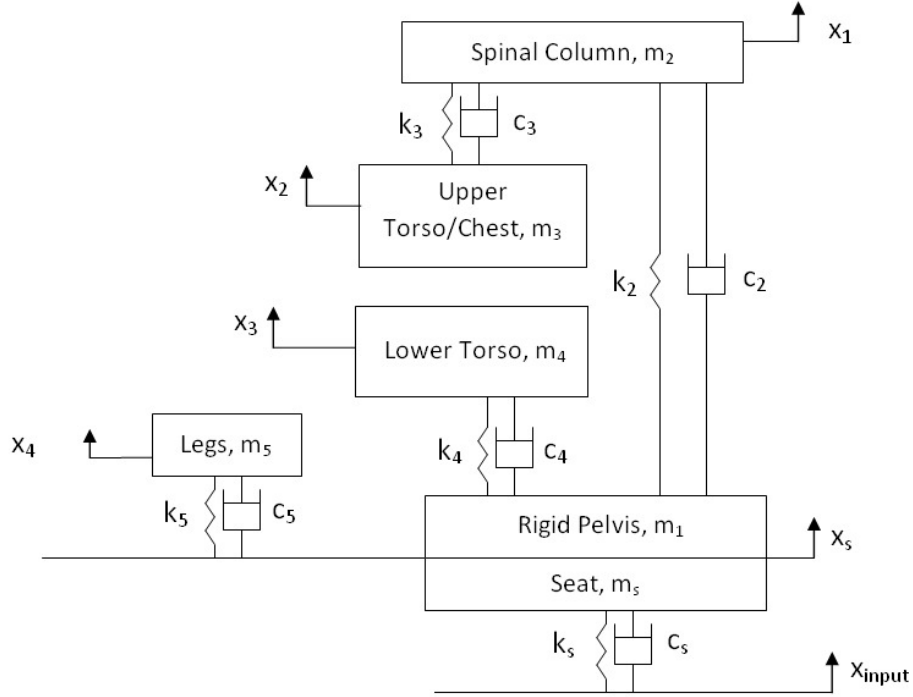 x₁
Spinal Column, m₂
k₃
c₃
x₂
Upper
Torso/Chest, m₃
k₂
c₂
x₃
Lower Torso, m₄
x₄
Legs, m₅
k₄
c₄
k₅
c₅
Rigid Pelvis, m₁
xₛ
Seat, mₛ
kₛ
cₛ
x_input